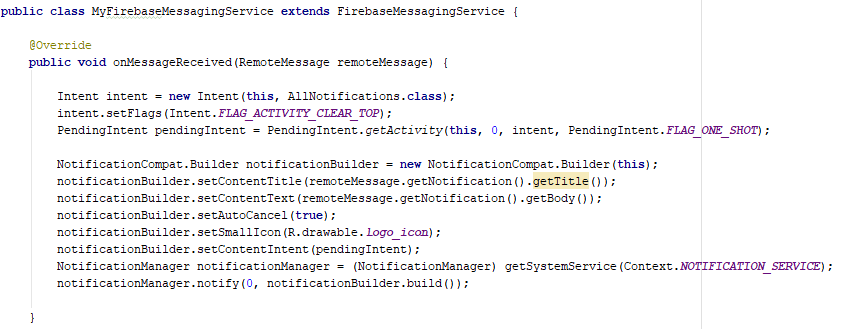 public class MyFirebaseMessagingService extends FirebaseMessagingService {
@Override
public void onMessageReceived(RemoteMessage remoteMessage) {
Intent intent = new Intent(this, AllNotifications.class);
intent.setFlags(Intent.FLAG_ACTIVITY_CLEAR_TOP);
PendingIntent pendingIntent = PendingIntent.getActivity(this, 0, intent, PendingIntent.FLAG_ONE_SHOT);
NotificationCompat.Builder notificationBuilder = new NotificationCompat.Builder(this);
notificationBuilder.setContentTitle(remoteMessage.getNotification().getTitle());
notificationBuilder.setContentText(remoteMessage.getNotification().getBody());
notificationBuilder.setAutoCancel(true);
notificationBuilder.setSmallIcon(R.drawable.logo_icon);
notificationBuilder.setContentIntent(pendingIntent);
NotificationManager notificationManager = (NotificationManager) getSystemService(Context.NOTIFICATION_SERVICE);
notificationManager.notify(0, notificationBuilder.build());
}